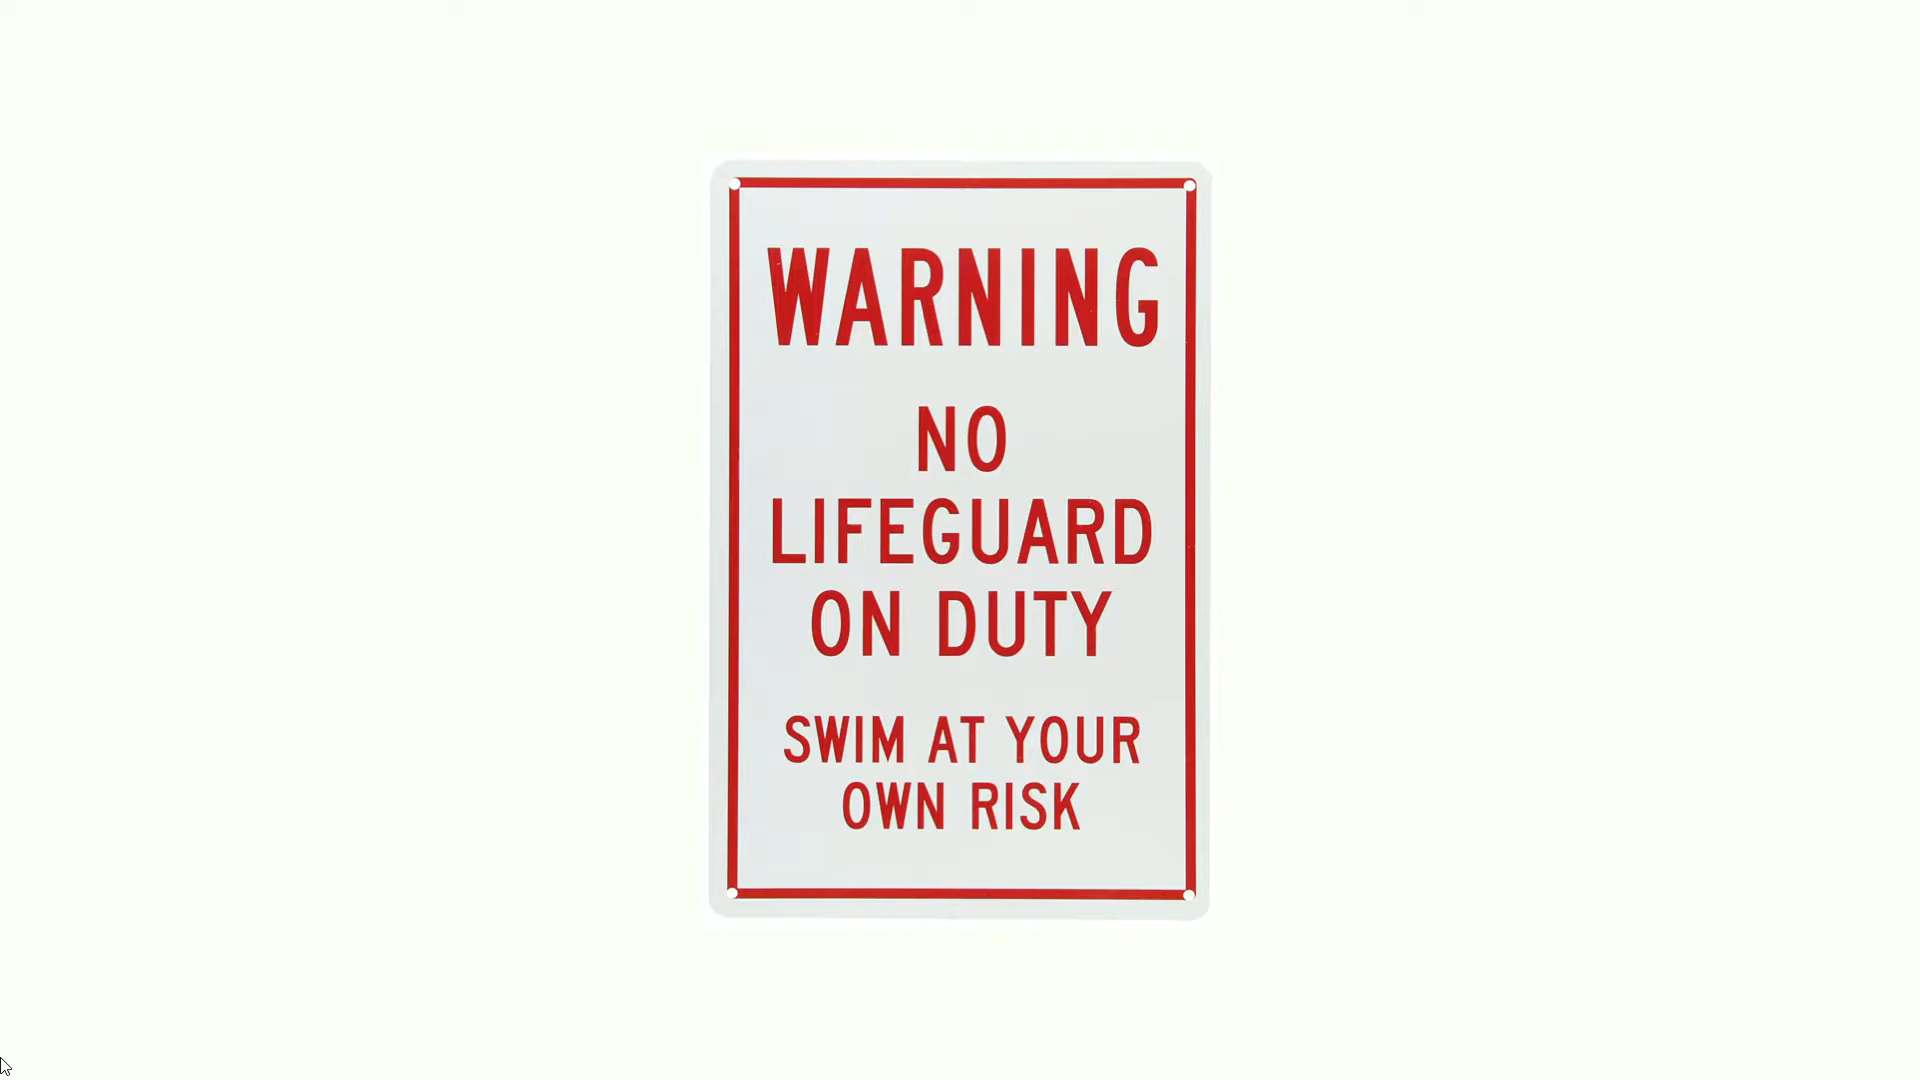 WARNING
NO
LIFEGUARD
ON DUTY
SWIM AT YOUR
OWN RISK